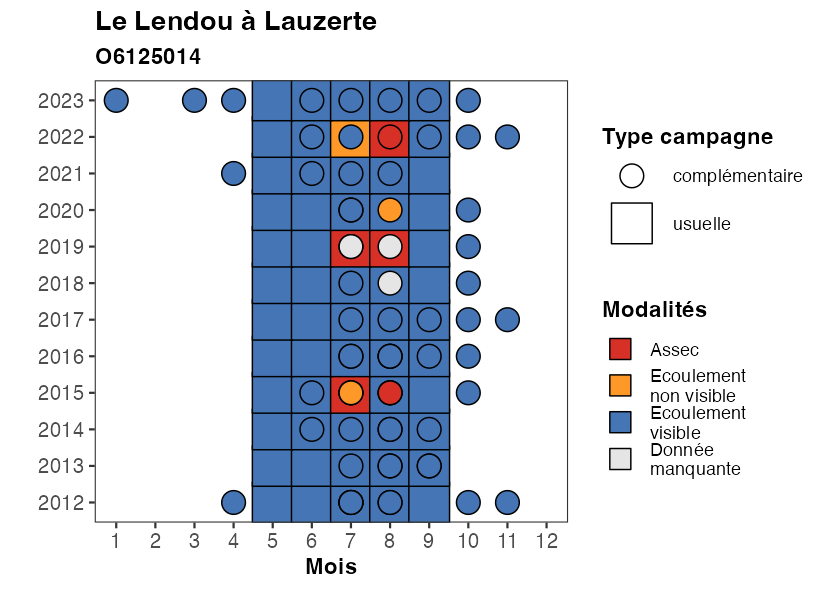 Le Lendou à Lauzerte
O6125014
2023
2022
2021
2020
2019
2018
2017
2016
2015
2014
2013
2012
1 2 3 4 5 6 7 8 9 10 11 12
Mois
Type campagne
complémentaire
usuelle
Modalités
Assec
Ecoulement
non visible
Ecoulement
visible
Donnée
manquante